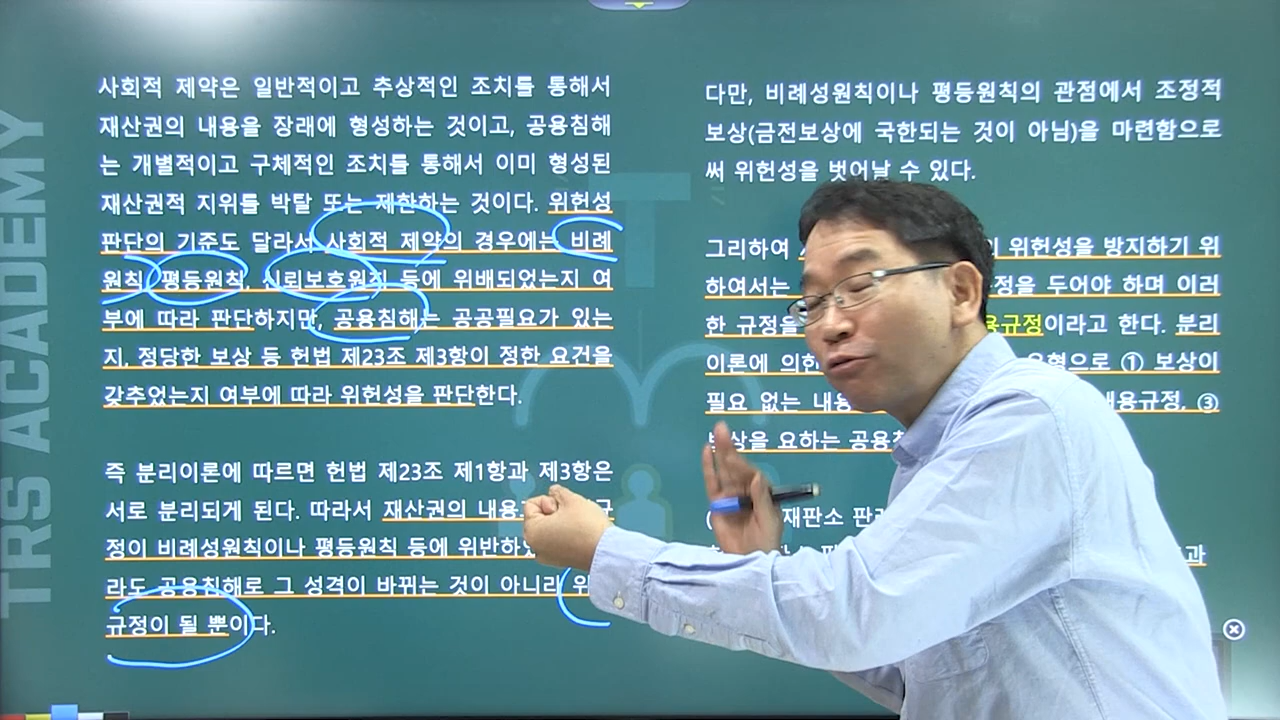 사회적 제약은 일반적이고 추상적인 조치를 통해서
재산권의 내용을 장래에 형성하는 것이고, 공용침해
는 개별적이고 구체적인 조치를 통해서 이미 형성된
재산권적 지위를 박탈 또는 제한하는 것이다. 위헌성
판단의 기준도 달라서 사회적 제약의 경우에는 비례
원칙, 평등원칙, 신뢰보호원칙 등에 위배되었는지 여
부에 따라 판단하지만, 공용침해는 공공필요가 있는
지, 정당한 보상 등 헌법 제23조 제3항이 정한 요건을
갖추었는지 여부에 따라 위헌성을 판단한다.
즉 분리이론에 따르면 헌법 제23조 제1항과 제3항은
서로 분리되게 된다. 따라서 재산권의 내용
정이 비례성원칙이나 평등원칙 등에
라도 공용침해로 그 성격이 바뀌는 것이 아니라
규정이 될 뿐이다.
다만, 비례성원칙이나 평등원칙의 관점에서 조정적
보상(금전보상에 국한되는 것이 아님)을 마련함으로
써 위헌성을 벗어날 수 있다.
그리하여 위헌성을 방지하기 위
하여서는 정을 두어야 하며 이러
한 규정을 용규정이라고 한다. 분리
이론에 의한 유형으로 ① 보상이
필요 없는 내용 내용규정, ③
보상을 요하는 공용침
재판소
과
TRS ACADEMY